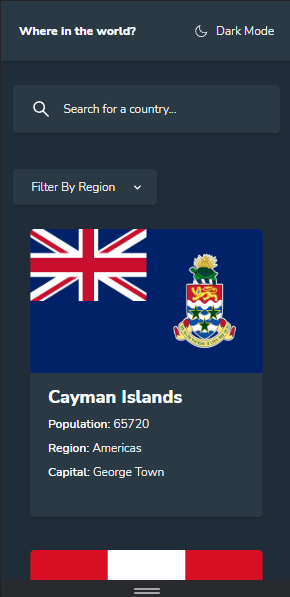 Where in the world?
Dark Mode
Search for a country...
Filter By Region
Cayman Islands
Population: 65720
Region: Americas
Capital: George Town